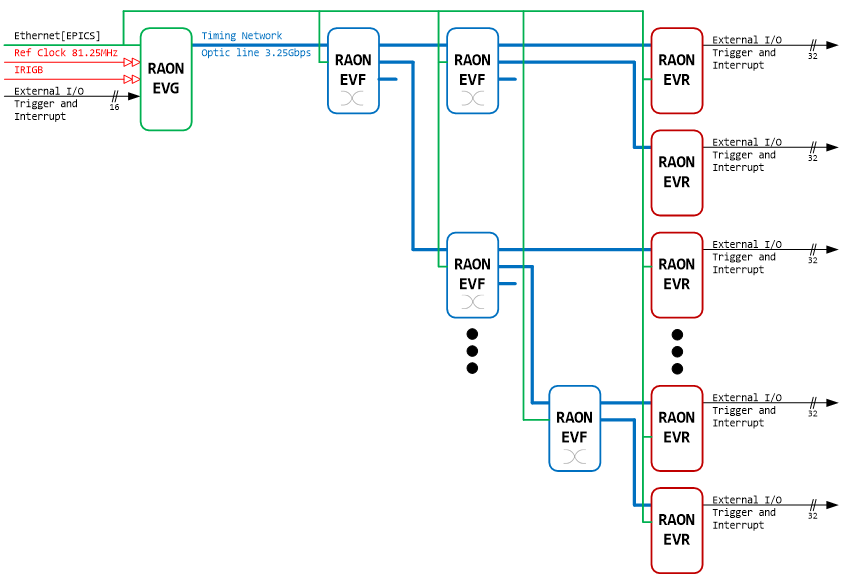 Ethernet[EPICS]
Ref Clock 81.25MHz
IRIGB
External I/O
Trigger and
Interrupt
16
RAON
EVG
Timing Network
Optic line 3.25Gbps
RAON
EVF
RAON
EVF
RAON
EVR
External I/O
Trigger and
Interrupt
32
RAON
EVR
External I/O
Trigger and
Interrupt
32
RAON
EVF
RAON
EVR
External I/O
Trigger and
Interrupt
32
RAON
EVF
RAON
EVR
External I/O
Trigger and
Interrupt
32
RAON
EVR
External I/O
Trigger and
Interrupt
32